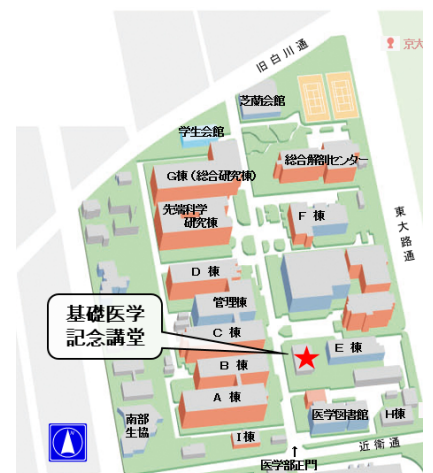 旧白川通
京大
芝蘭会館
学生会館
総合解剖センター
G棟(総合研究棟)
先端科学
研究棟
F 棟
東大路通
D 棟
管理棟
基礎医学
記念講堂
C 棟
E 棟
B 棟
A 棟
南部
生協
医学図書館
H棟
I棟
近衛通
医学部正門